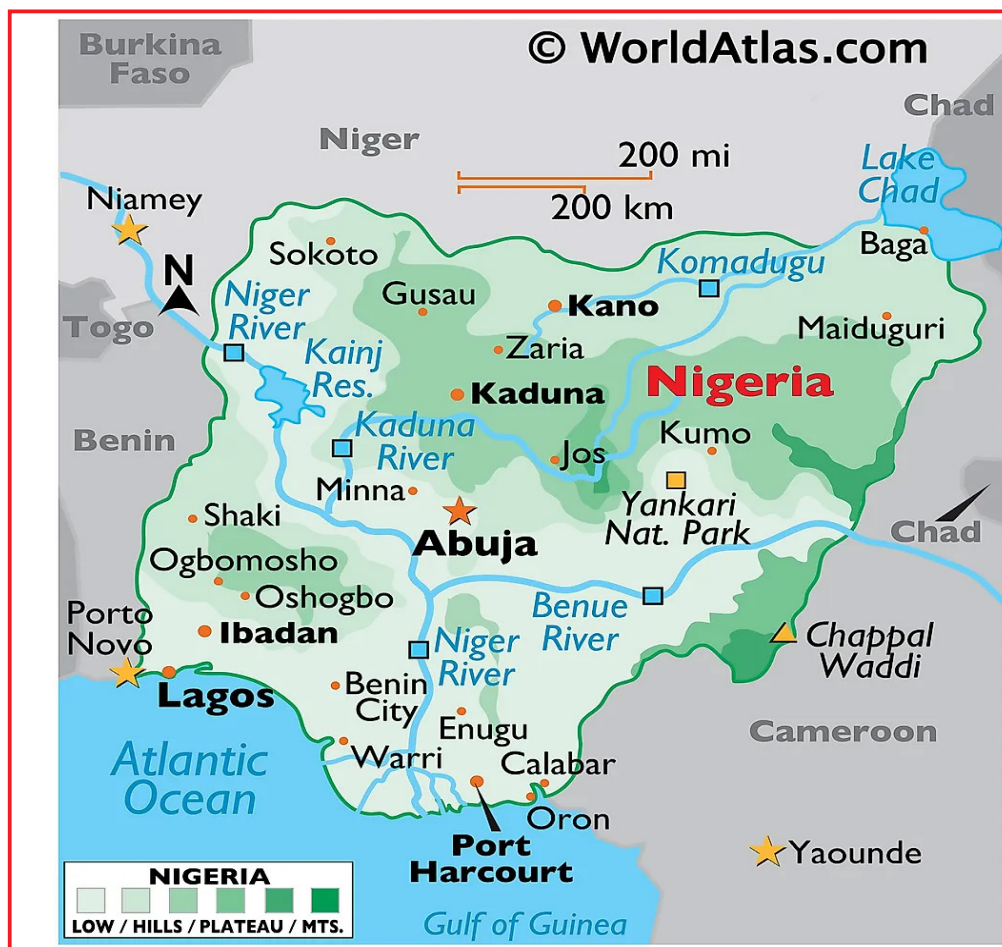 Burkina
Faso
© WorldAtlas.com
Chad
Niger
200 mi
200 km
Lake
Chad
Niamey
Sokoto
Baga
N
Komadugu
Niger
River
Gusau
Kano
Togo
Maiduguri
Zaria
Kainj
Res.
Nigeria
Kaduna
Benin
Kaduna
River
Kumo
Jos
Minna
Yankari
Nat. Park
Shaki
Chad
Abuja
Ogbomosho
Oshogbo
Benue
River
Porto
Novo
Ibadan
Niger
River
Chappal
Waddi
Lagos
Benin
City
Enugu
Cameroon
Warri
Atlantic
Ocean
Calabar
Oron
Port
Harcourt
Yaounde
NIGERIA
LOW / HILLS / PLATEAU / MTS.
Gulf of Guinea